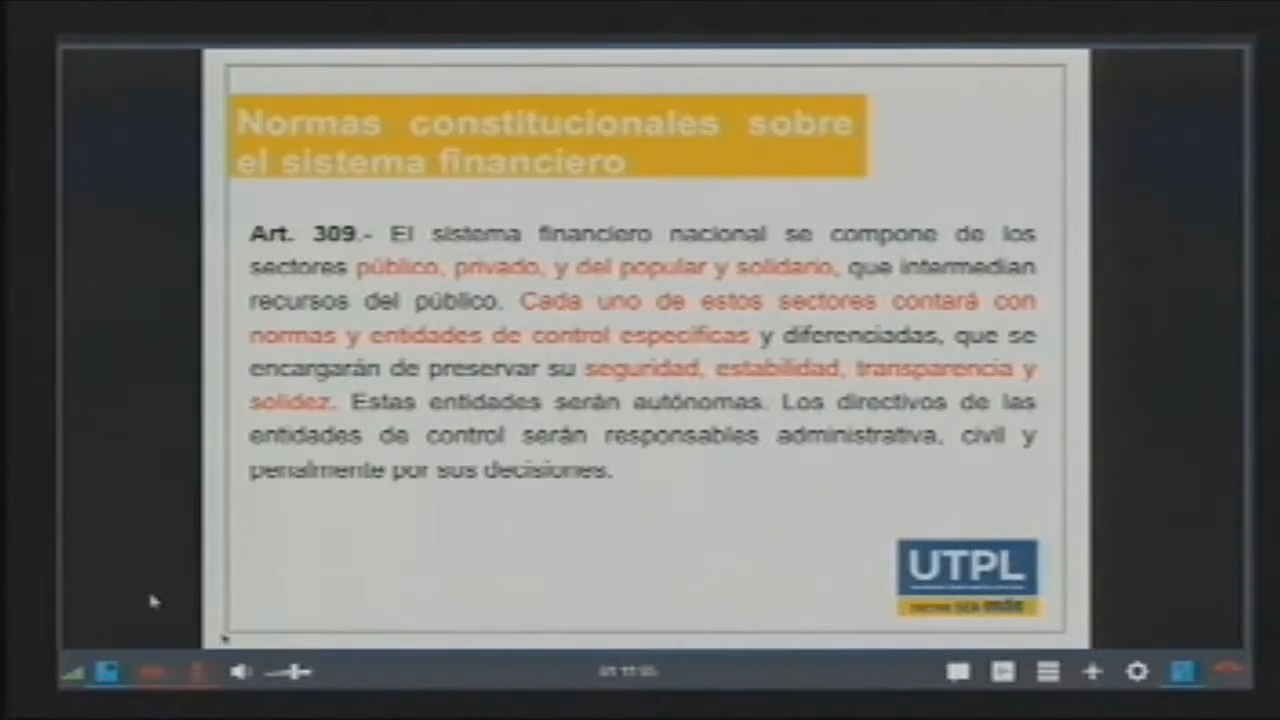 Normas constitucionales sobre
el sistema financiero
Art. 309.- El sistema financiero nacional se compone de los
sectores público, privado, y del popular y solidario, que intermedian
recursos del público. Cada uno de estos sectores contará con
normas y entidades de control específicas y diferenciadas, que se
encargarán de preservar su seguridad, estabilidad, transparencia y
solidez. Estas entidades serán autónomas. Los directivos de las
entidades de control serán responsables administrativa, civil y
penalmente por sus decisiones.
UTPL
más